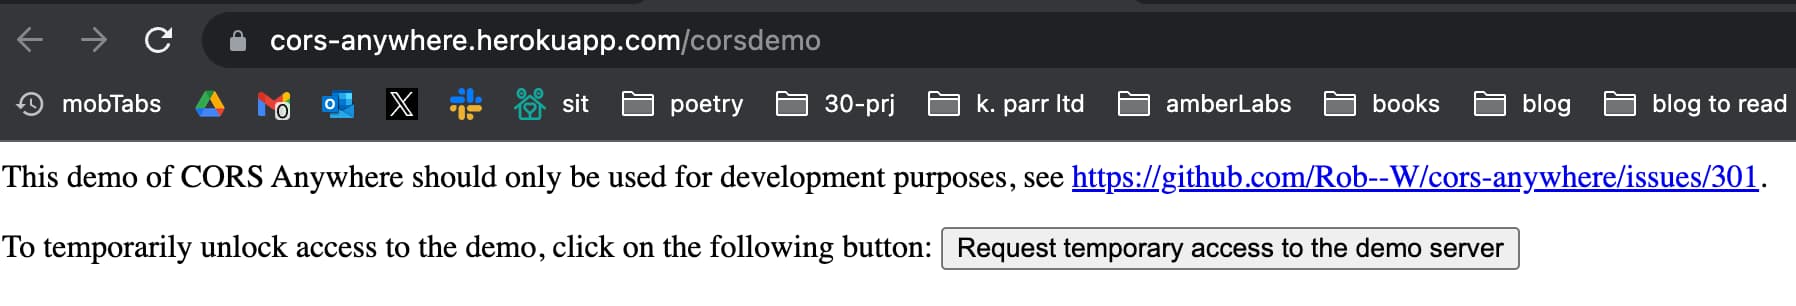 cors-anywhere.herokuapp.com/corsdemo
mobTabs sit poetry 30-prj k. parr ltd amberLabs books blog blog to read
This demo of CORS Anywhere should only be used for development purposes, see https://github.com/Rob--W/cors-anywhere/issues/301.
To temporarily unlock access to the demo, click on the following button: Request temporary access to the demo server